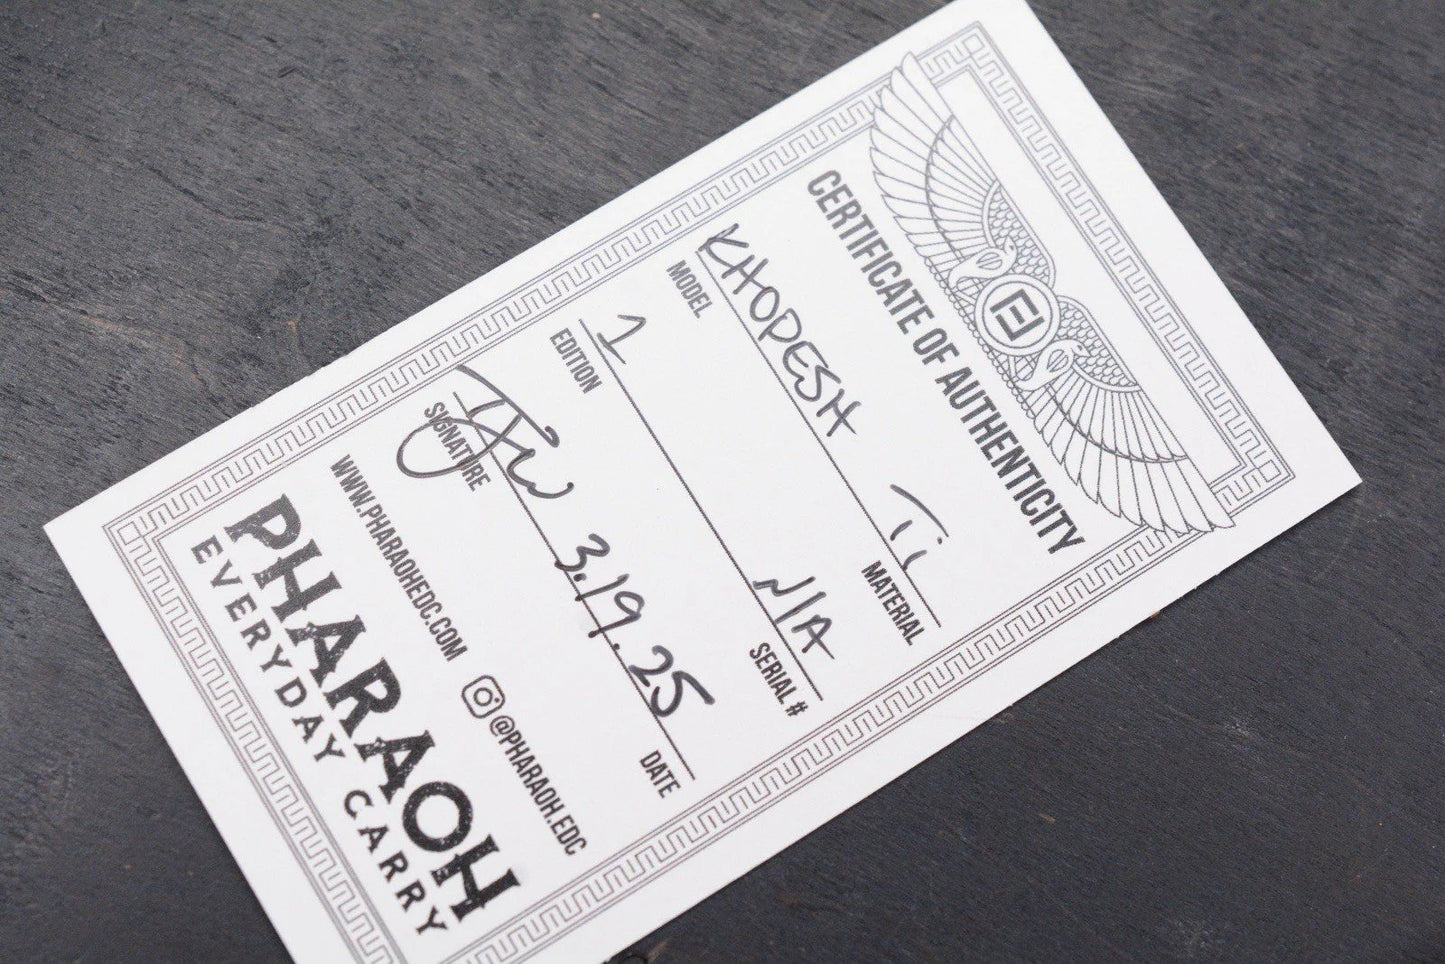 CERTIFICATE OF AUTHENTICITY
KHOPESH Ti
MODEL MATERIAL
1 N/A
EDITION SERIAL #
3.19.25
SIGNATURE DATE
WWW.PHARAOHEDC.COM @PHARAOH.EDC
PHARAOH
EVERYDAY CARRY